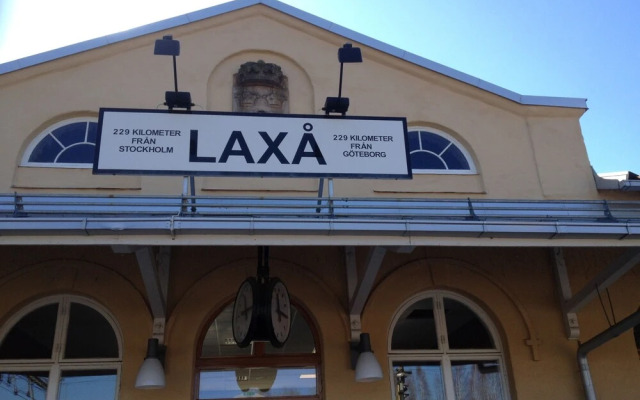 229 KILOMETER
FRÅN
STOCKHOLM
LAXÅ
229 KILOMETER
FRÅN
GÖTEBORG